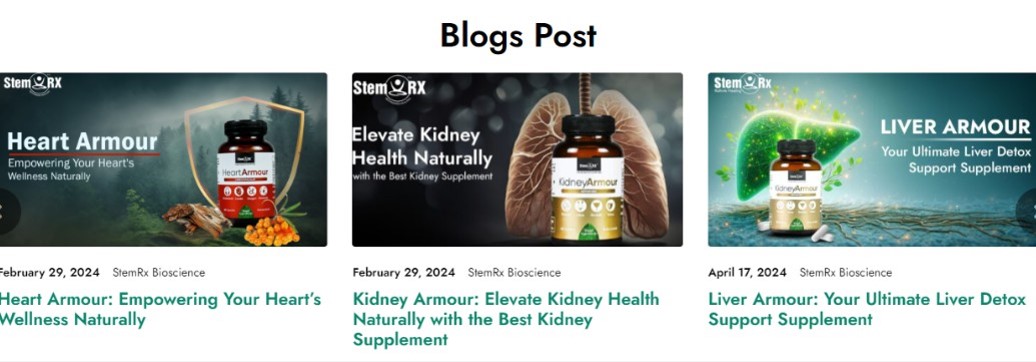 Blogs Post
StemRX
Heart Armour
Empowering Your Heart's
Wellness Naturally
HeartArmour
StemRX
Elevate Kidney
Health Naturally
with the Best Kidney Supplement
KidneyArmour
StemRX
LIVER ARMOUR
Your Ultimate Liver Detox
Support Supplement
KidneyArmour
February 29, 2024 StemRx Bioscience
Heart Armour: Empowering Your Heart's
Wellness Naturally
February 29, 2024 StemRx Bioscience
Kidney Armour: Elevate Kidney Health
Naturally with the Best Kidney
Supplement
April 17, 2024 StemRx Bioscience
Liver Armour: Your Ultimate Liver Detox
Support Supplement